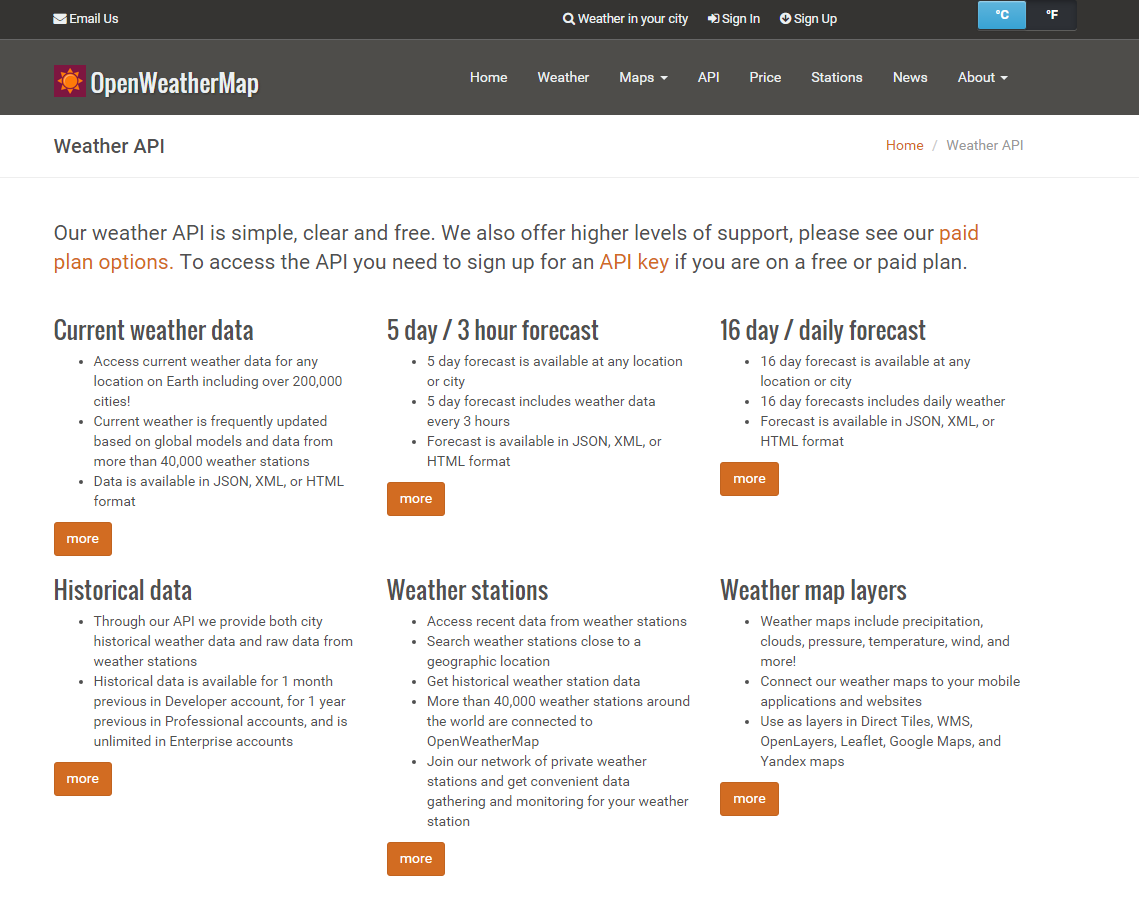 Email Us
Weather in your city
Sign In
Sign Up
°C
°F
OpenWeatherMap
Home
Weather
Maps
API
Price
Stations
News
About
Weather API
Home / Weather API
Our weather API is simple, clear and free. We also offer higher levels of support, please see our paid
plan options. To access the API you need to sign up for an API key if you are on a free or paid plan.
Current weather data
• Access current weather data for any
location on Earth including over 200,000
cities!
• Current weather is frequently updated
based on global models and data from
more than 40,000 weather stations
• Data is available in JSON, XML, or HTML
format
more
5 day / 3 hour forecast
• 5 day forecast is available at any location
or city
• 5 day forecast includes weather data
every 3 hours
• Forecast is available in JSON, XML, or
HTML format
more
16 day / daily forecast
• 16 day forecast is available at any
location or city
• 16 day forecasts includes daily weather
• Forecast is available in JSON, XML, or
HTML format
more
Historical data
• Through our API we provide both city
historical weather data and raw data from
weather stations
• Historical data is available for 1 month
previous in Developer account, for 1 year
previous in Professional accounts, and is
unlimited in Enterprise accounts
more
Weather stations
• Access recent data from weather stations
• Search weather stations close to a
geographic location
• Get historical weather station data
• More than 40,000 weather stations around
the world are connected to
OpenWeatherMap
• Join our network of private weather
stations and get convenient data
gathering and monitoring for your weather
station
more
Weather map layers
• Weather maps include precipitation,
clouds, pressure, temperature, wind, and
more!
• Connect our weather maps to your mobile
applications and websites
• Use as layers in Direct Tiles, WMS,
OpenLayers, Leaflet, Google Maps, and
Yandex maps
more